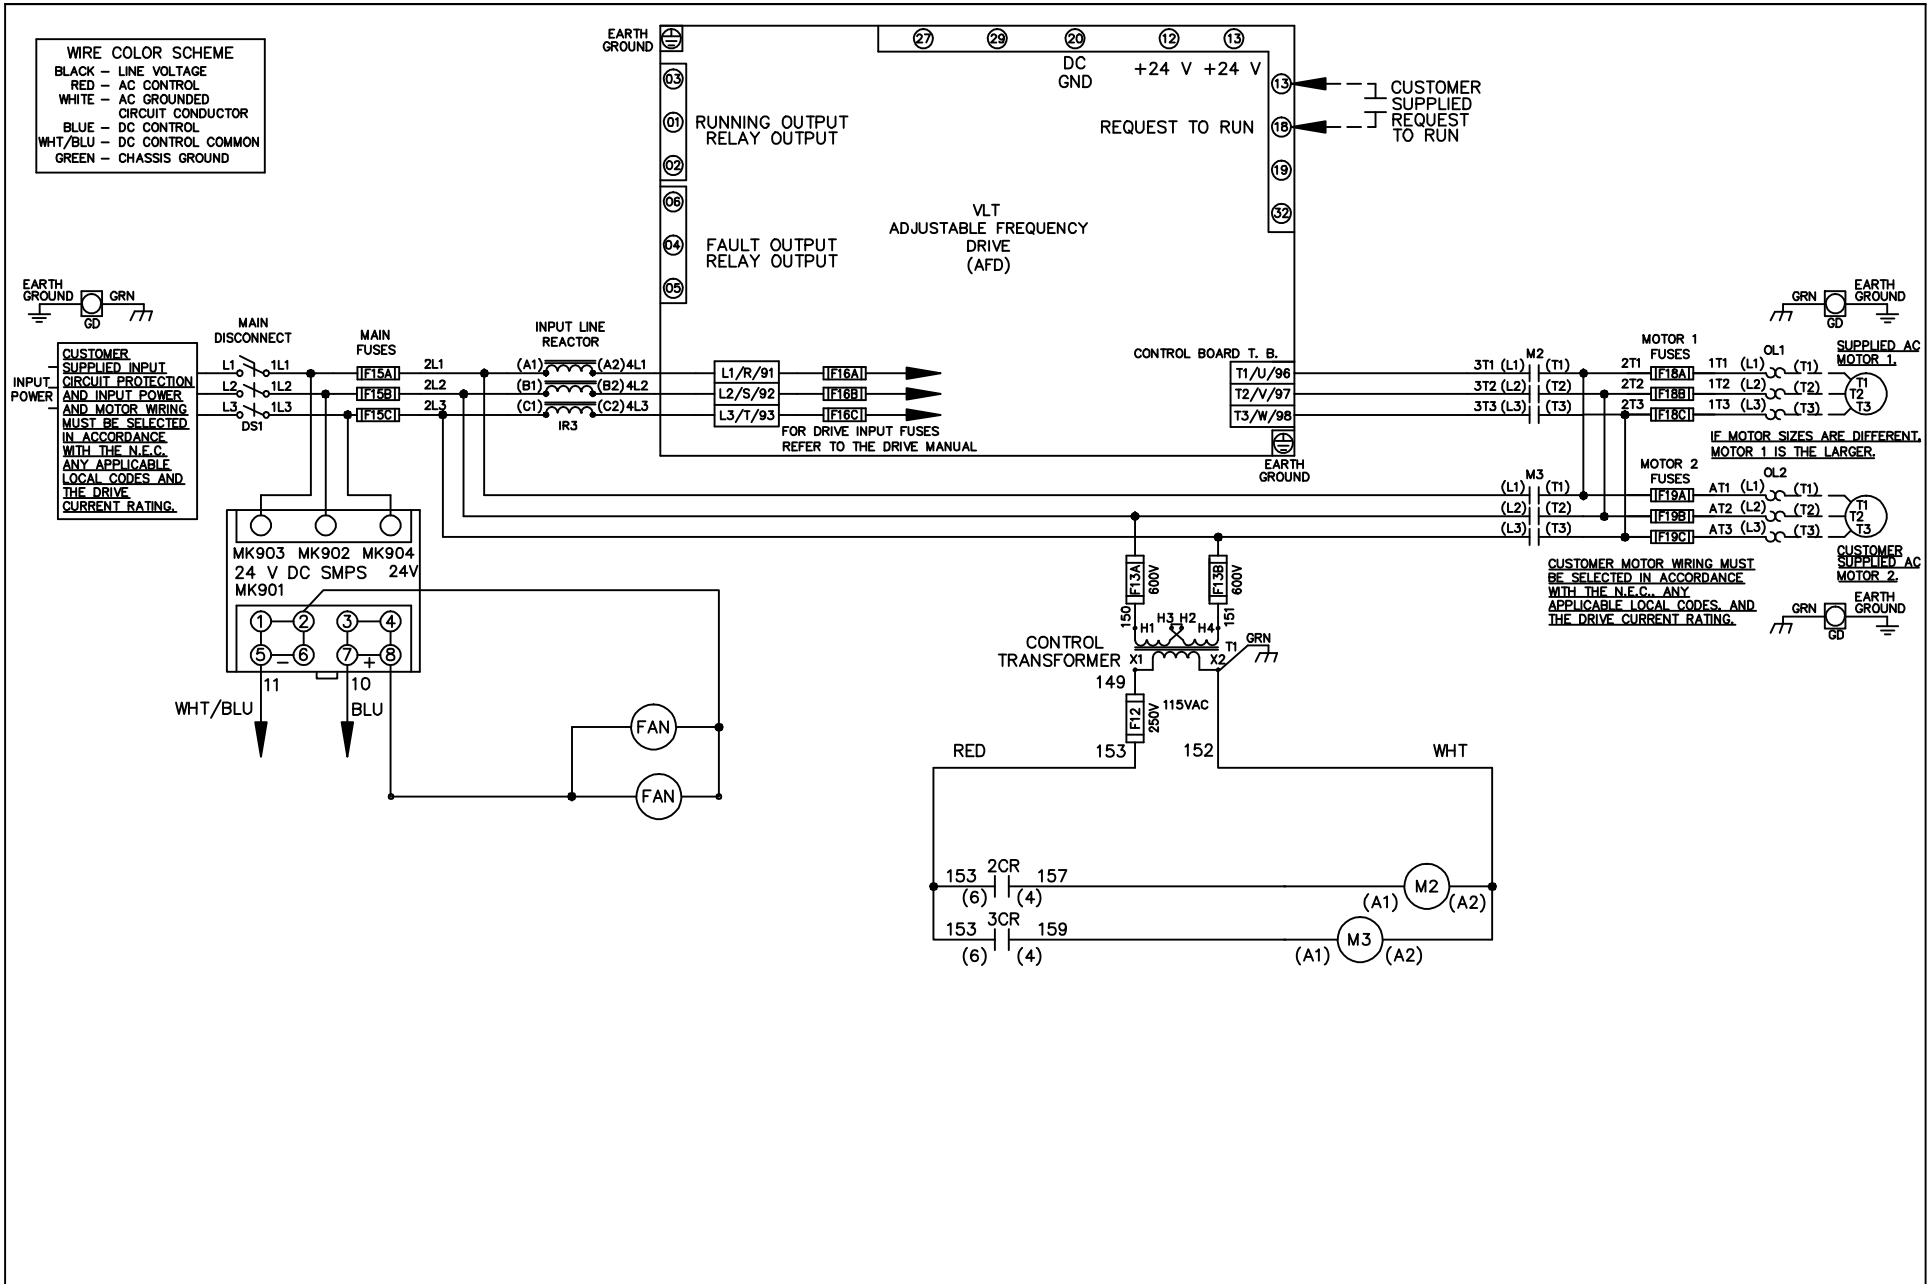 WIRE COLOR SCHEME
BLACK – LINE VOLTAGE
RED – AC CONTROL
WHITE – AC GROUNDED
CIRCUIT CONDUCTOR
BLUE – DC CONTROL
WHT/BLU – DC CONTROL COMMON
GREEN – CHASSIS GROUND
EARTH
GROUND
27 29 20 12 13
DC
GND
+24 V +24 V
03
01
02
RUNNING OUTPUT
RELAY OUTPUT
06
04
05
FAULT OUTPUT
RELAY OUTPUT
VLT
ADJUSTABLE FREQUENCY
DRIVE
(AFD)
REQUEST TO RUN
13
18
19
32
CUSTOMER
SUPPLIED
REQUEST
TO RUN
EARTH
GROUND
GRN
GD
INPUT
POWER
CUSTOMER
SUPPLIED INPUT
CIRCUIT PROTECTION
AND INPUT POWER
AND MOTOR WIRING
MUST BE SELECTED
IN ACCORDANCE
WITH THE N.E.C.
ANY APPLICABLE
LOCAL CODES AND
THE DRIVE
CURRENT RATING.
MAIN
DISCONNECT
L1 1L1
L2 1L2
L3 1L3
DS1
MAIN
FUSES
F15A
F15B
F15C
2L1
2L2
2L3
INPUT LINE
REACTOR
(A1) (A2)4L1
(B1) (B2)4L2
(C1) (C2)4L3
IR3
L1/R/91
L2/S/92
L3/T/93
F16A
F16B
F16C
FOR DRIVE INPUT FUSES
REFER TO THE DRIVE MANUAL
CONTROL BOARD T. B.
T1/U/96
T2/V/97
T3/W/98
EARTH
GROUND
M2
3T1 (L1) (T1)
3T2 (L2) (T2)
3T3 (L3) (T3)
MOTOR 1
FUSES
2T1 F18A 1T1 (L1)
2T2 F18B 1T2 (L2)
2T3 F18C 1T3 (L3)
OL1
(T1)
(T2)
(T3)
T1
T2
T3
GRN
GD
EARTH
GROUND
SUPPLIED AC
MOTOR 1.
IF MOTOR SIZES ARE DIFFERENT,
MOTOR 1 IS THE LARGER.
M3
(L1) (T1)
(L2) (T2)
(L3) (T3)
MOTOR 2
FUSES
F19A AT1 (L1)
F19B AT2 (L2)
F19C AT3 (L3)
OL2
(T1)
(T2)
(T3)
T1
T2
T3
CUSTOMER
SUPPLIED AC
MOTOR 2.
CUSTOMER MOTOR WIRING MUST
BE SELECTED IN ACCORDANCE
WITH THE N.E.C., ANY
APPLICABLE LOCAL CODES, AND
THE DRIVE CURRENT RATING.
GRN
GD
EARTH
GROUND
MK903 MK902 MK904
24 V DC SMPS 24V
MK901
1 2 3 4
5 – 6 7 + 8
11
10
WHT/BLU
BLU
FAN
FAN
F13A
600V
F13B
600V
150
151
H1 H3 H2 H4
CONTROL
TRANSFORMER
X1
X2
T1
GRN
149
F12
250V
115VAC
RED
153
152
WHT
153 2CR 157
(6) (4)
M2
(A1) (A2)
153 3CR 159
(6) (4)
M3
(A1) (A2)